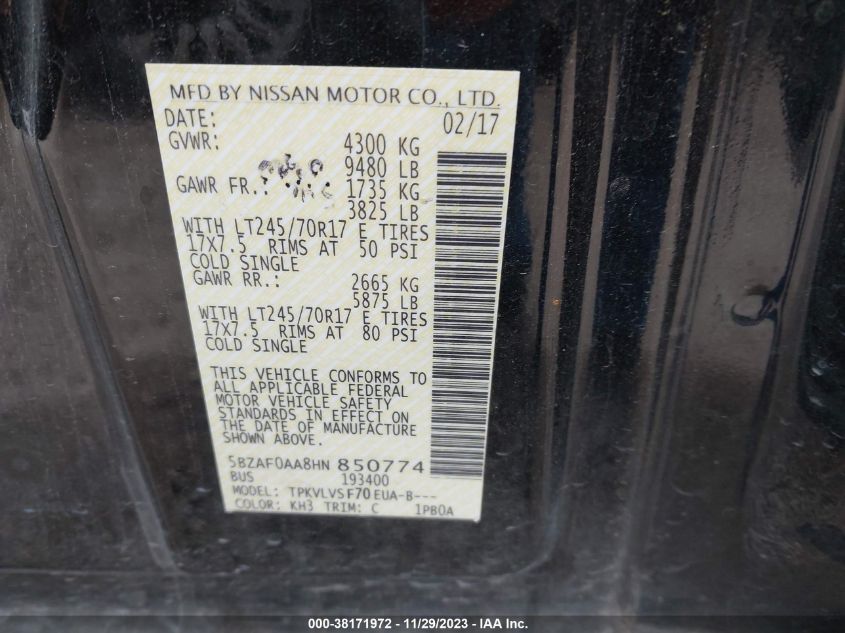 MFD BY NISSAN MOTOR CO., LTD.
DATE: 02/17
GVWR: 4300 KG
9480 LB
GAWR FR.: 1735 KG
3825 LB
WITH LT245/70R17 E TIRES
17X7.5 RIMS AT 50 PSI
COLD SINGLE
GAWR RR.: 2665 KG
5875 LB
WITH LT245/70R17 E TIRES
17X7.5 RIMS AT 80 PSI
COLD SINGLE
THIS VEHICLE CONFORMS TO
ALL APPLICABLE FEDERAL
MOTOR VEHICLE SAFETY
STANDARDS IN EFFECT ON
THE DATE OF MANUFACTURE
SHOWN ABOVE.
5BZAF0AA8HN 850774
BUS 193400
MODEL: TPKVLVSF70EUA-B---
COLOR: KH3 TRIM: C 1PB0A
000-38171972 - 11/29/2023 - IAA Inc.